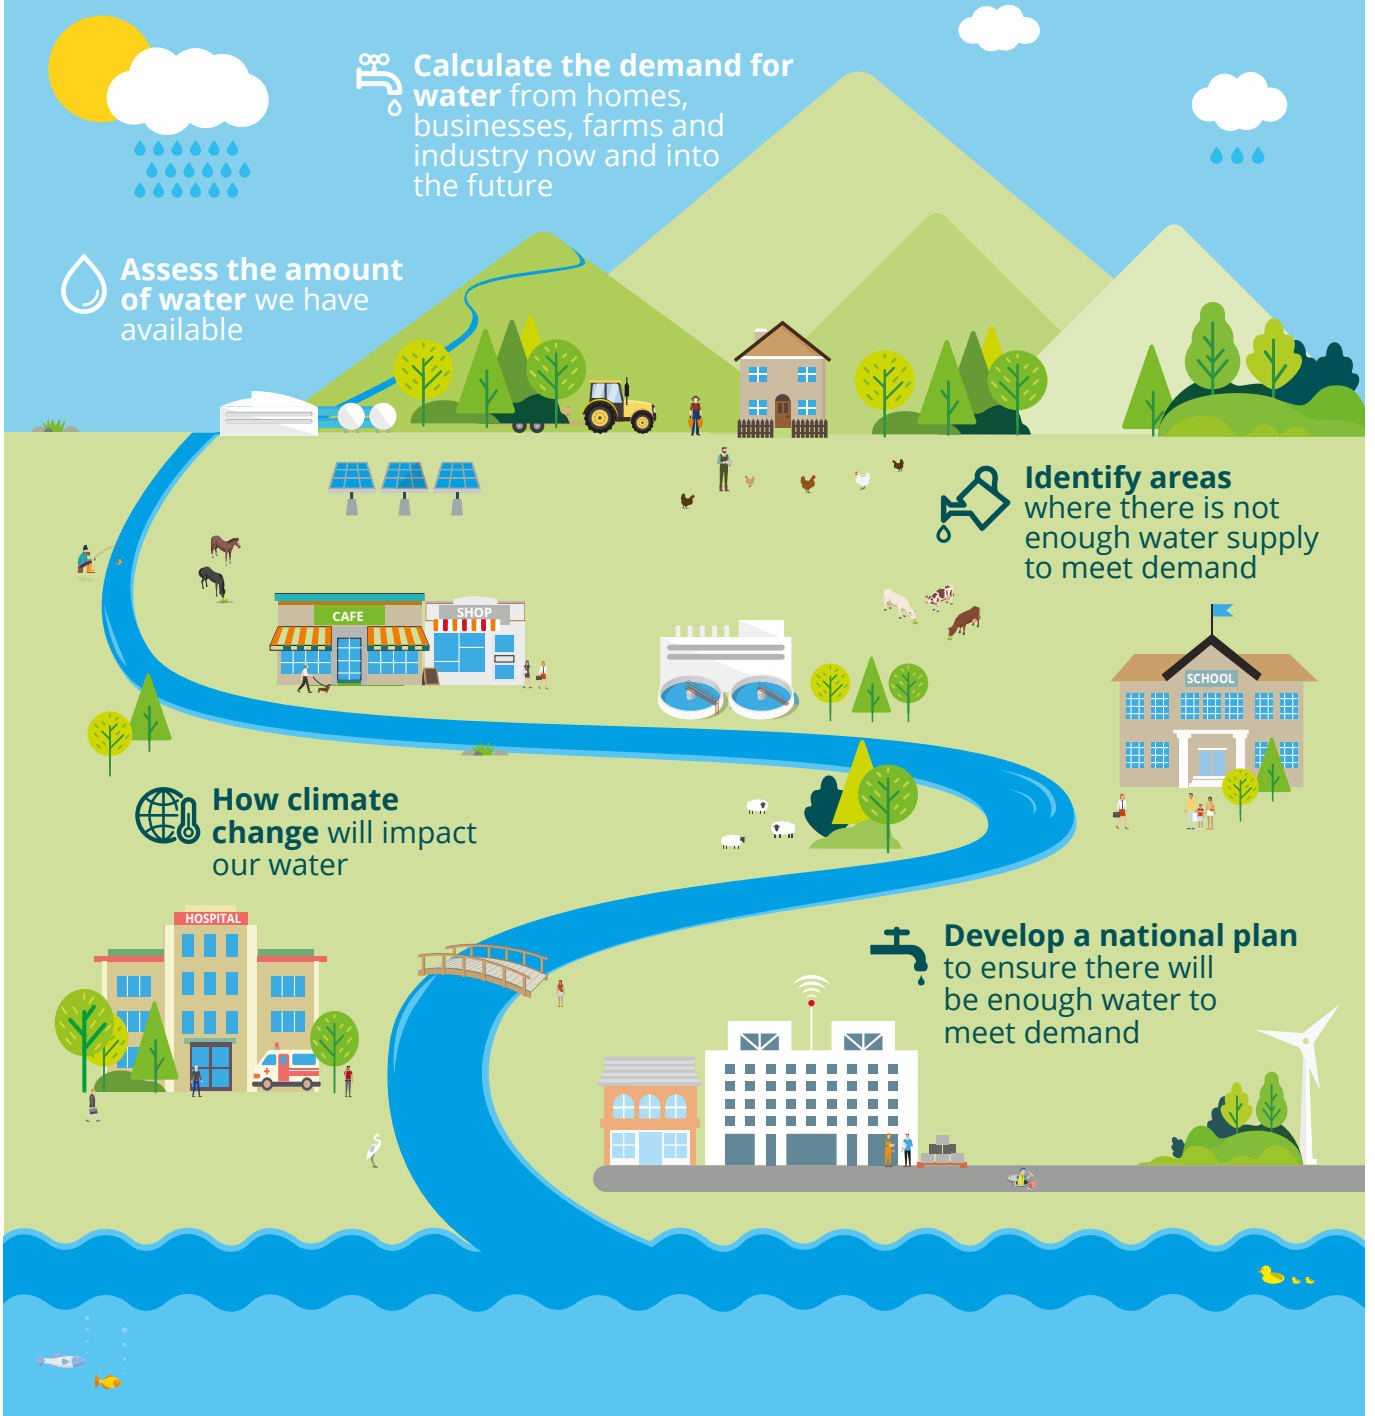 Calculate the demand for
water from homes,
businesses, farms and
industry now and into
the future
Assess the amount
of water we have
available
Identify areas
where there is not
enough water supply
to meet demand
CAFE
SHOP
SCHOOL
How climate
change will impact
our water
HOSPITAL
Develop a national plan
to ensure there will
be enough water to
meet demand